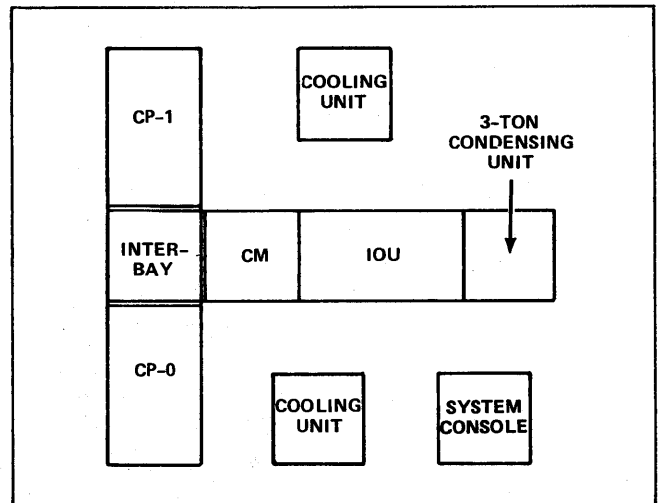 CP-1
COOLING
UNIT
3-TON
CONDENSING
UNIT
INTER-
BAY
CM
IOU
CP-0
COOLING
UNIT
SYSTEM
CONSOLE